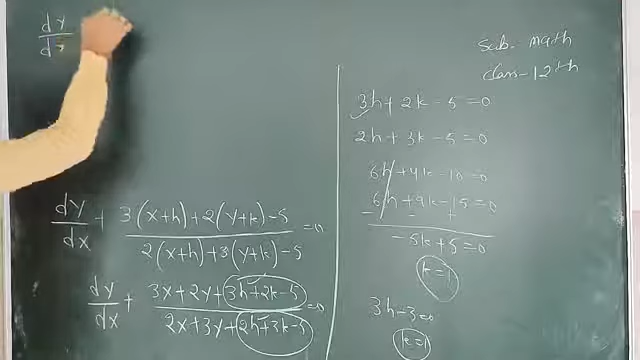 dy
dx
Sub- math
class-12th
dy/dx + 3(x+h)+2(y+k)-5 / 2(x+h)+3(y+k)-5 =0
dy/dx + 3x+2y+3h+2k-5 / 2x+3y+2h+3k-5 =0
3h+2k-5=0
2h+3k-5=0
6h+4k-10=0
6h+9k-15=0
- - +
-5k+5=0
k=1
3h-3=0
k=1